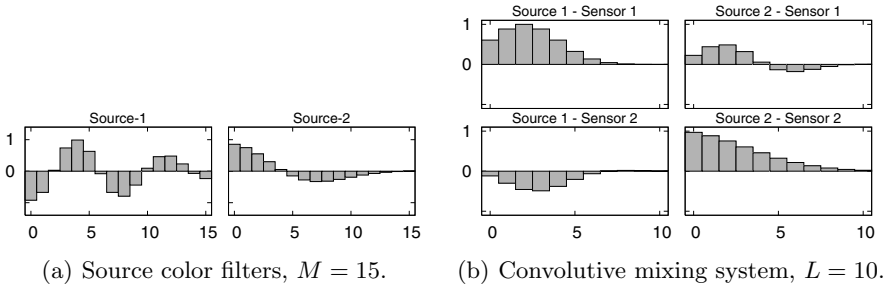 Source 1 - Sensor 1
Source 2 - Sensor 1
1
0
Source-1
Source-2
Source 1 - Sensor 2
Source 2 - Sensor 2
1
0
1
0
0 5 10 15
0 5 10 15
0 5 10
0 5 10
(a) Source color filters, M = 15.
(b) Convolutive mixing system, L = 10.